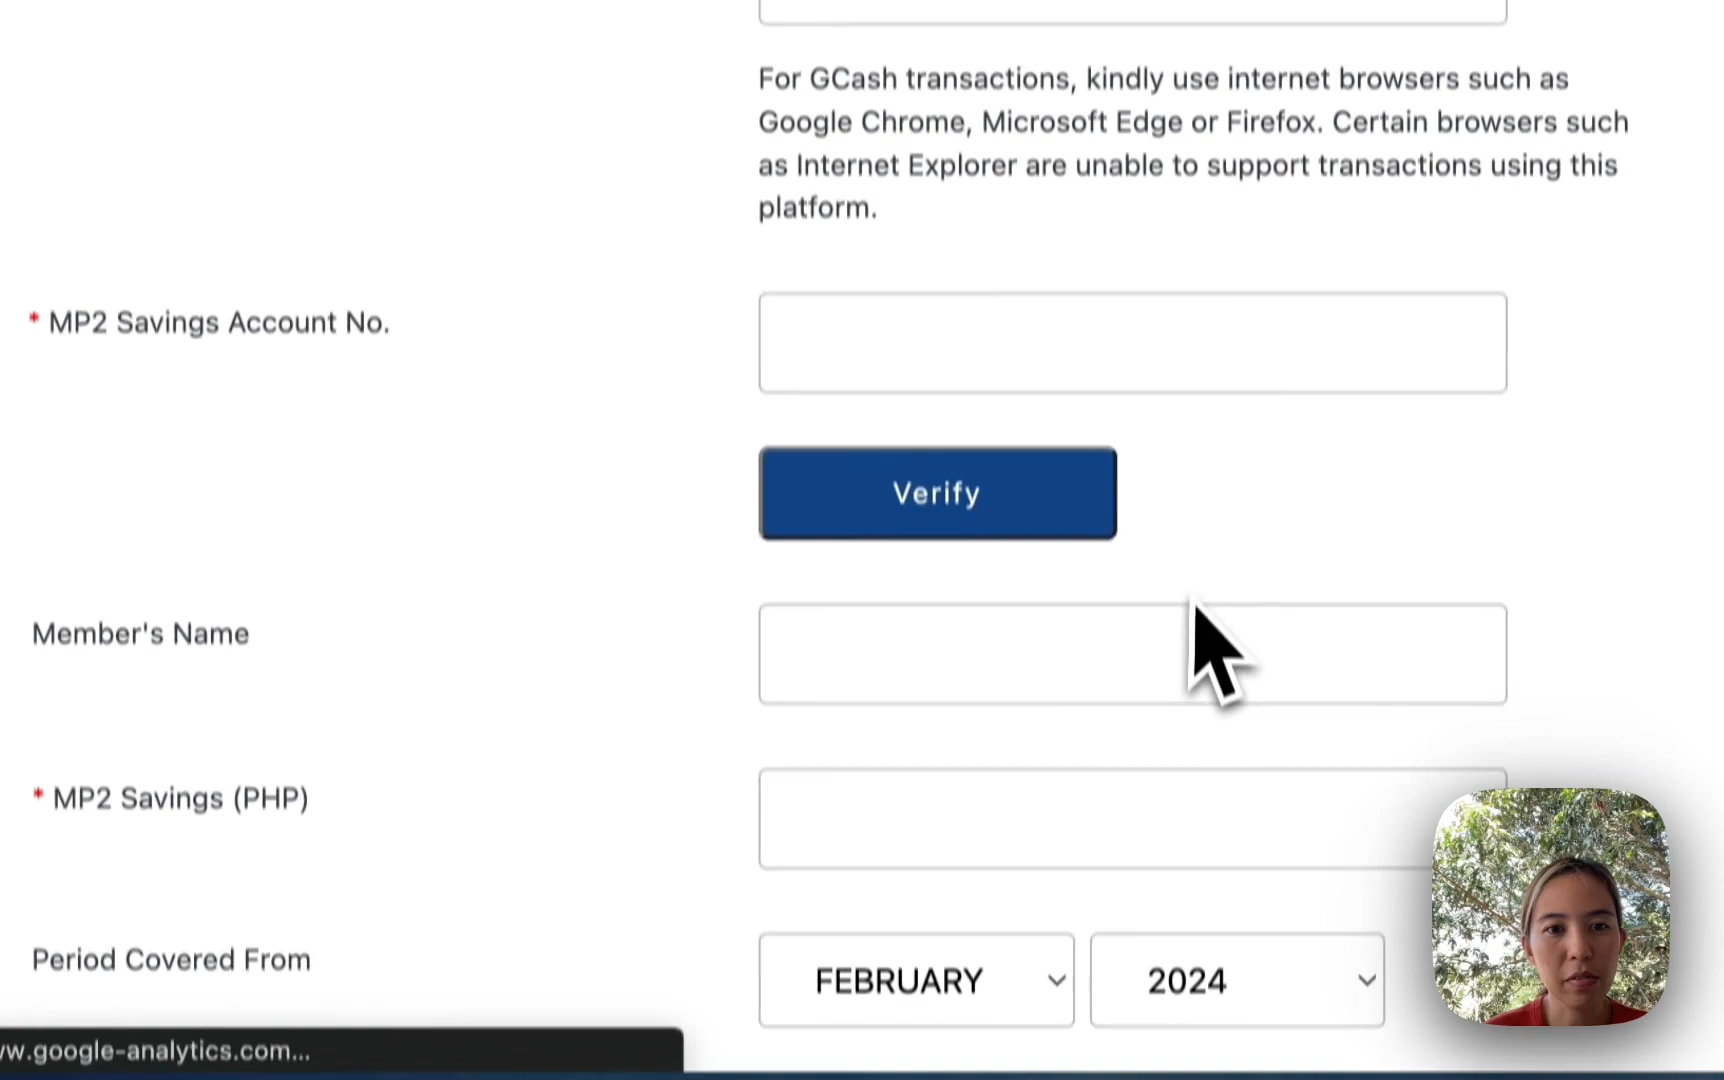 For GCash transactions, kindly use internet browsers such as
Google Chrome, Microsoft Edge or Firefox. Certain browsers such
as Internet Explorer are unable to support transactions using this
platform.
* MP2 Savings Account No.
Verify
Member's Name
* MP2 Savings (PHP)
Period Covered From
FEBRUARY 2024
w.google-analytics.com...